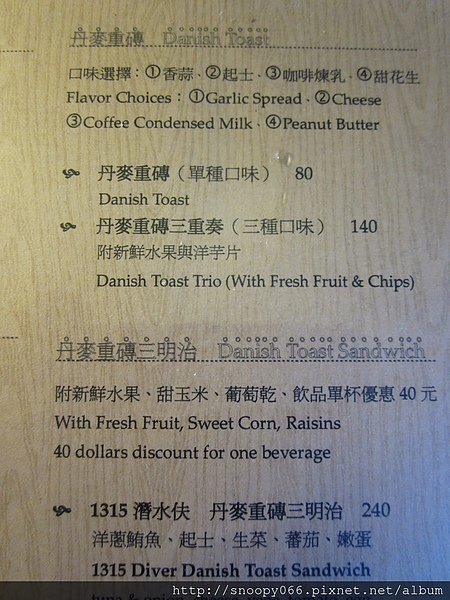 丹麥重磚 Danish Toast
口味選擇：①香蒜．②起士．③咖啡煉乳．④甜花生
Flavor Choices：①Garlic Spread．②Cheese
③Coffee Condensed Milk．④Peanut Butter
丹麥重磚（單種口味） 80
Danish Toast
丹麥重磚三重奏（三種口味） 140
附新鮮水果與洋芋片
Danish Toast Trio (With Fresh Fruit & Chips)
丹麥重磚三明治 Danish Toast Sandwich
附新鮮水果、甜玉米、葡萄乾、飲品單杯優惠 40 元
With Fresh Fruit, Sweet Corn, Raisins
40 dollars discount for one beverage
1315 潛水伕 丹麥重磚三明治 240
洋蔥鮪魚、起士、生菜、蕃茄、嫩蛋
1315 Diver Danish Toast Sandwich
http://snoopy066.pixnet.net/album